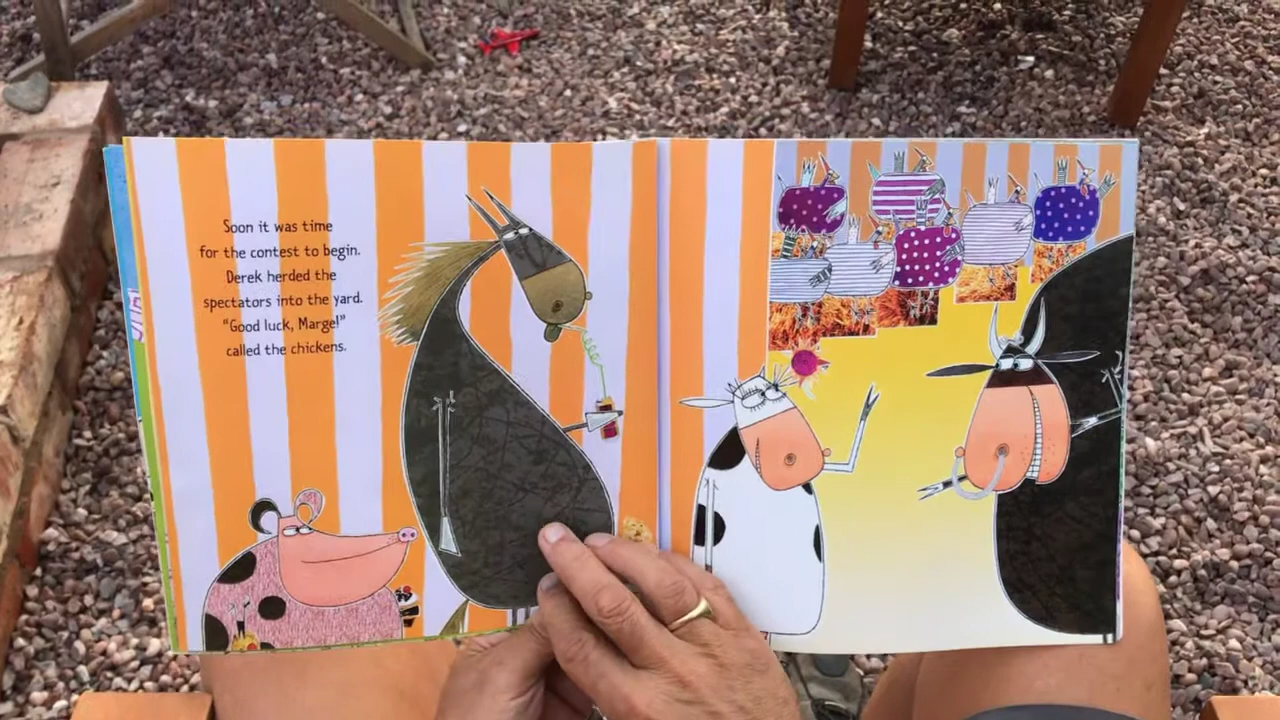 Soon it was time
for the contest to begin.
Derek herded the
spectators into the yard.
"Good luck, Marge!"
called the chickens.